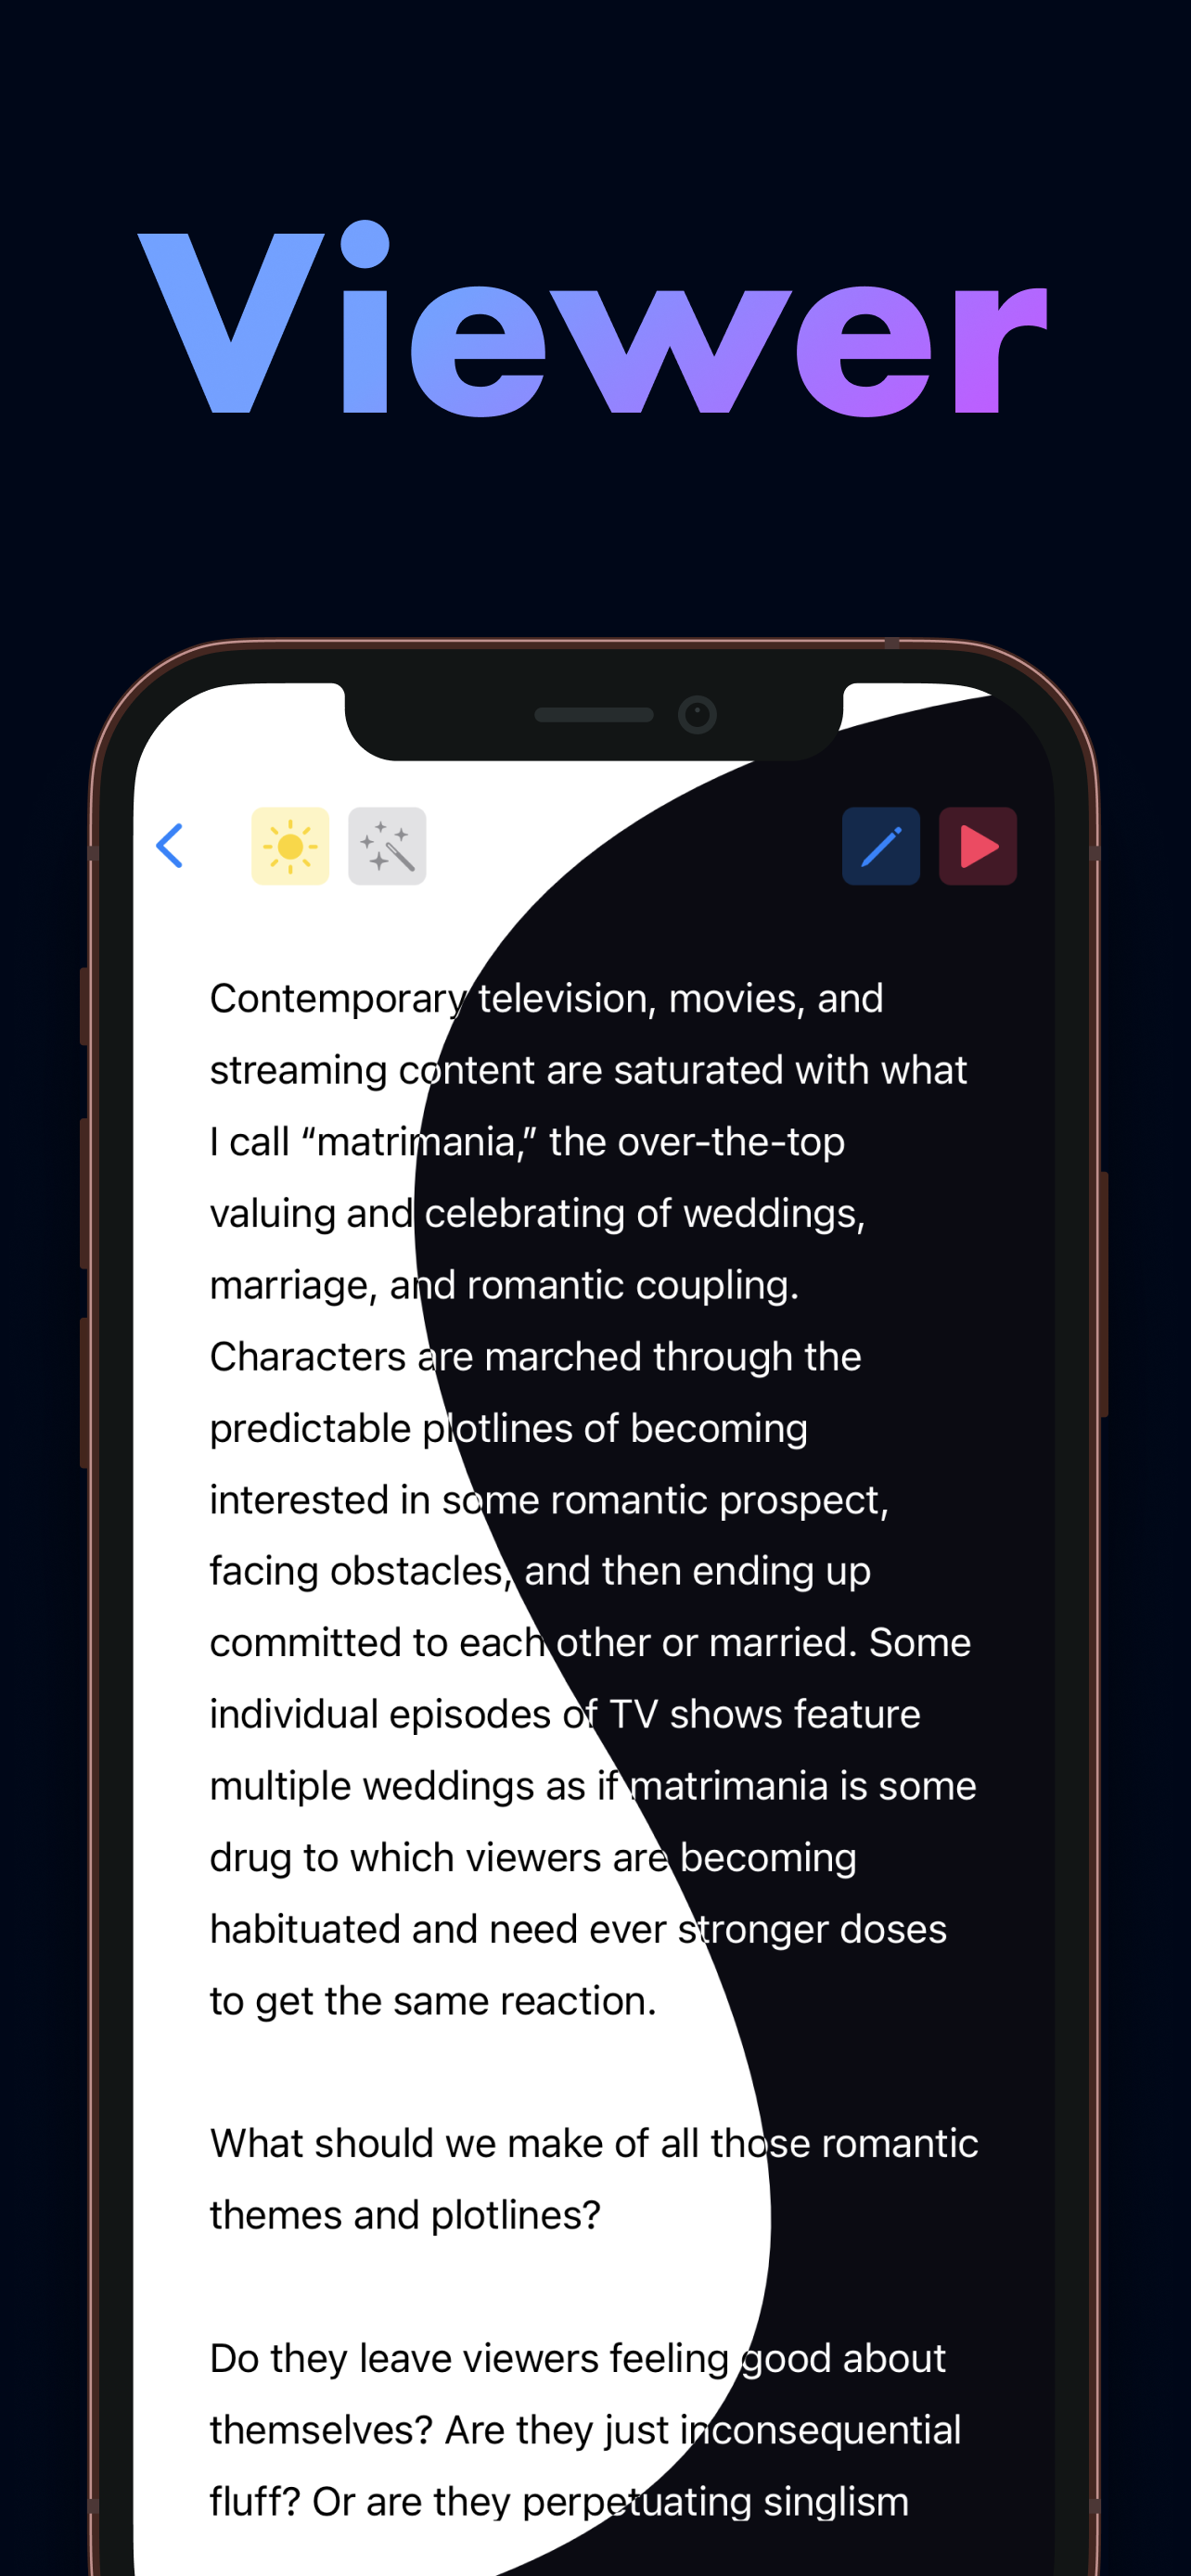 Viewer
Contemporary television, movies, and
streaming content are saturated with what
I call “matrimania,” the over-the-top
valuing and celebrating of weddings,
marriage, and romantic coupling.
Characters are marched through the
predictable plotlines of becoming
interested in some romantic prospect,
facing obstacles, and then ending up
committed to each other or married. Some
individual episodes of TV shows feature
multiple weddings as if matrimania is some
drug to which viewers are becoming
habituated and need ever stronger doses
to get the same reaction.
What should we make of all those romantic
themes and plotlines?
Do they leave viewers feeling good about
themselves? Are they just inconsequential
fluff? Or are they perpetuating singlism